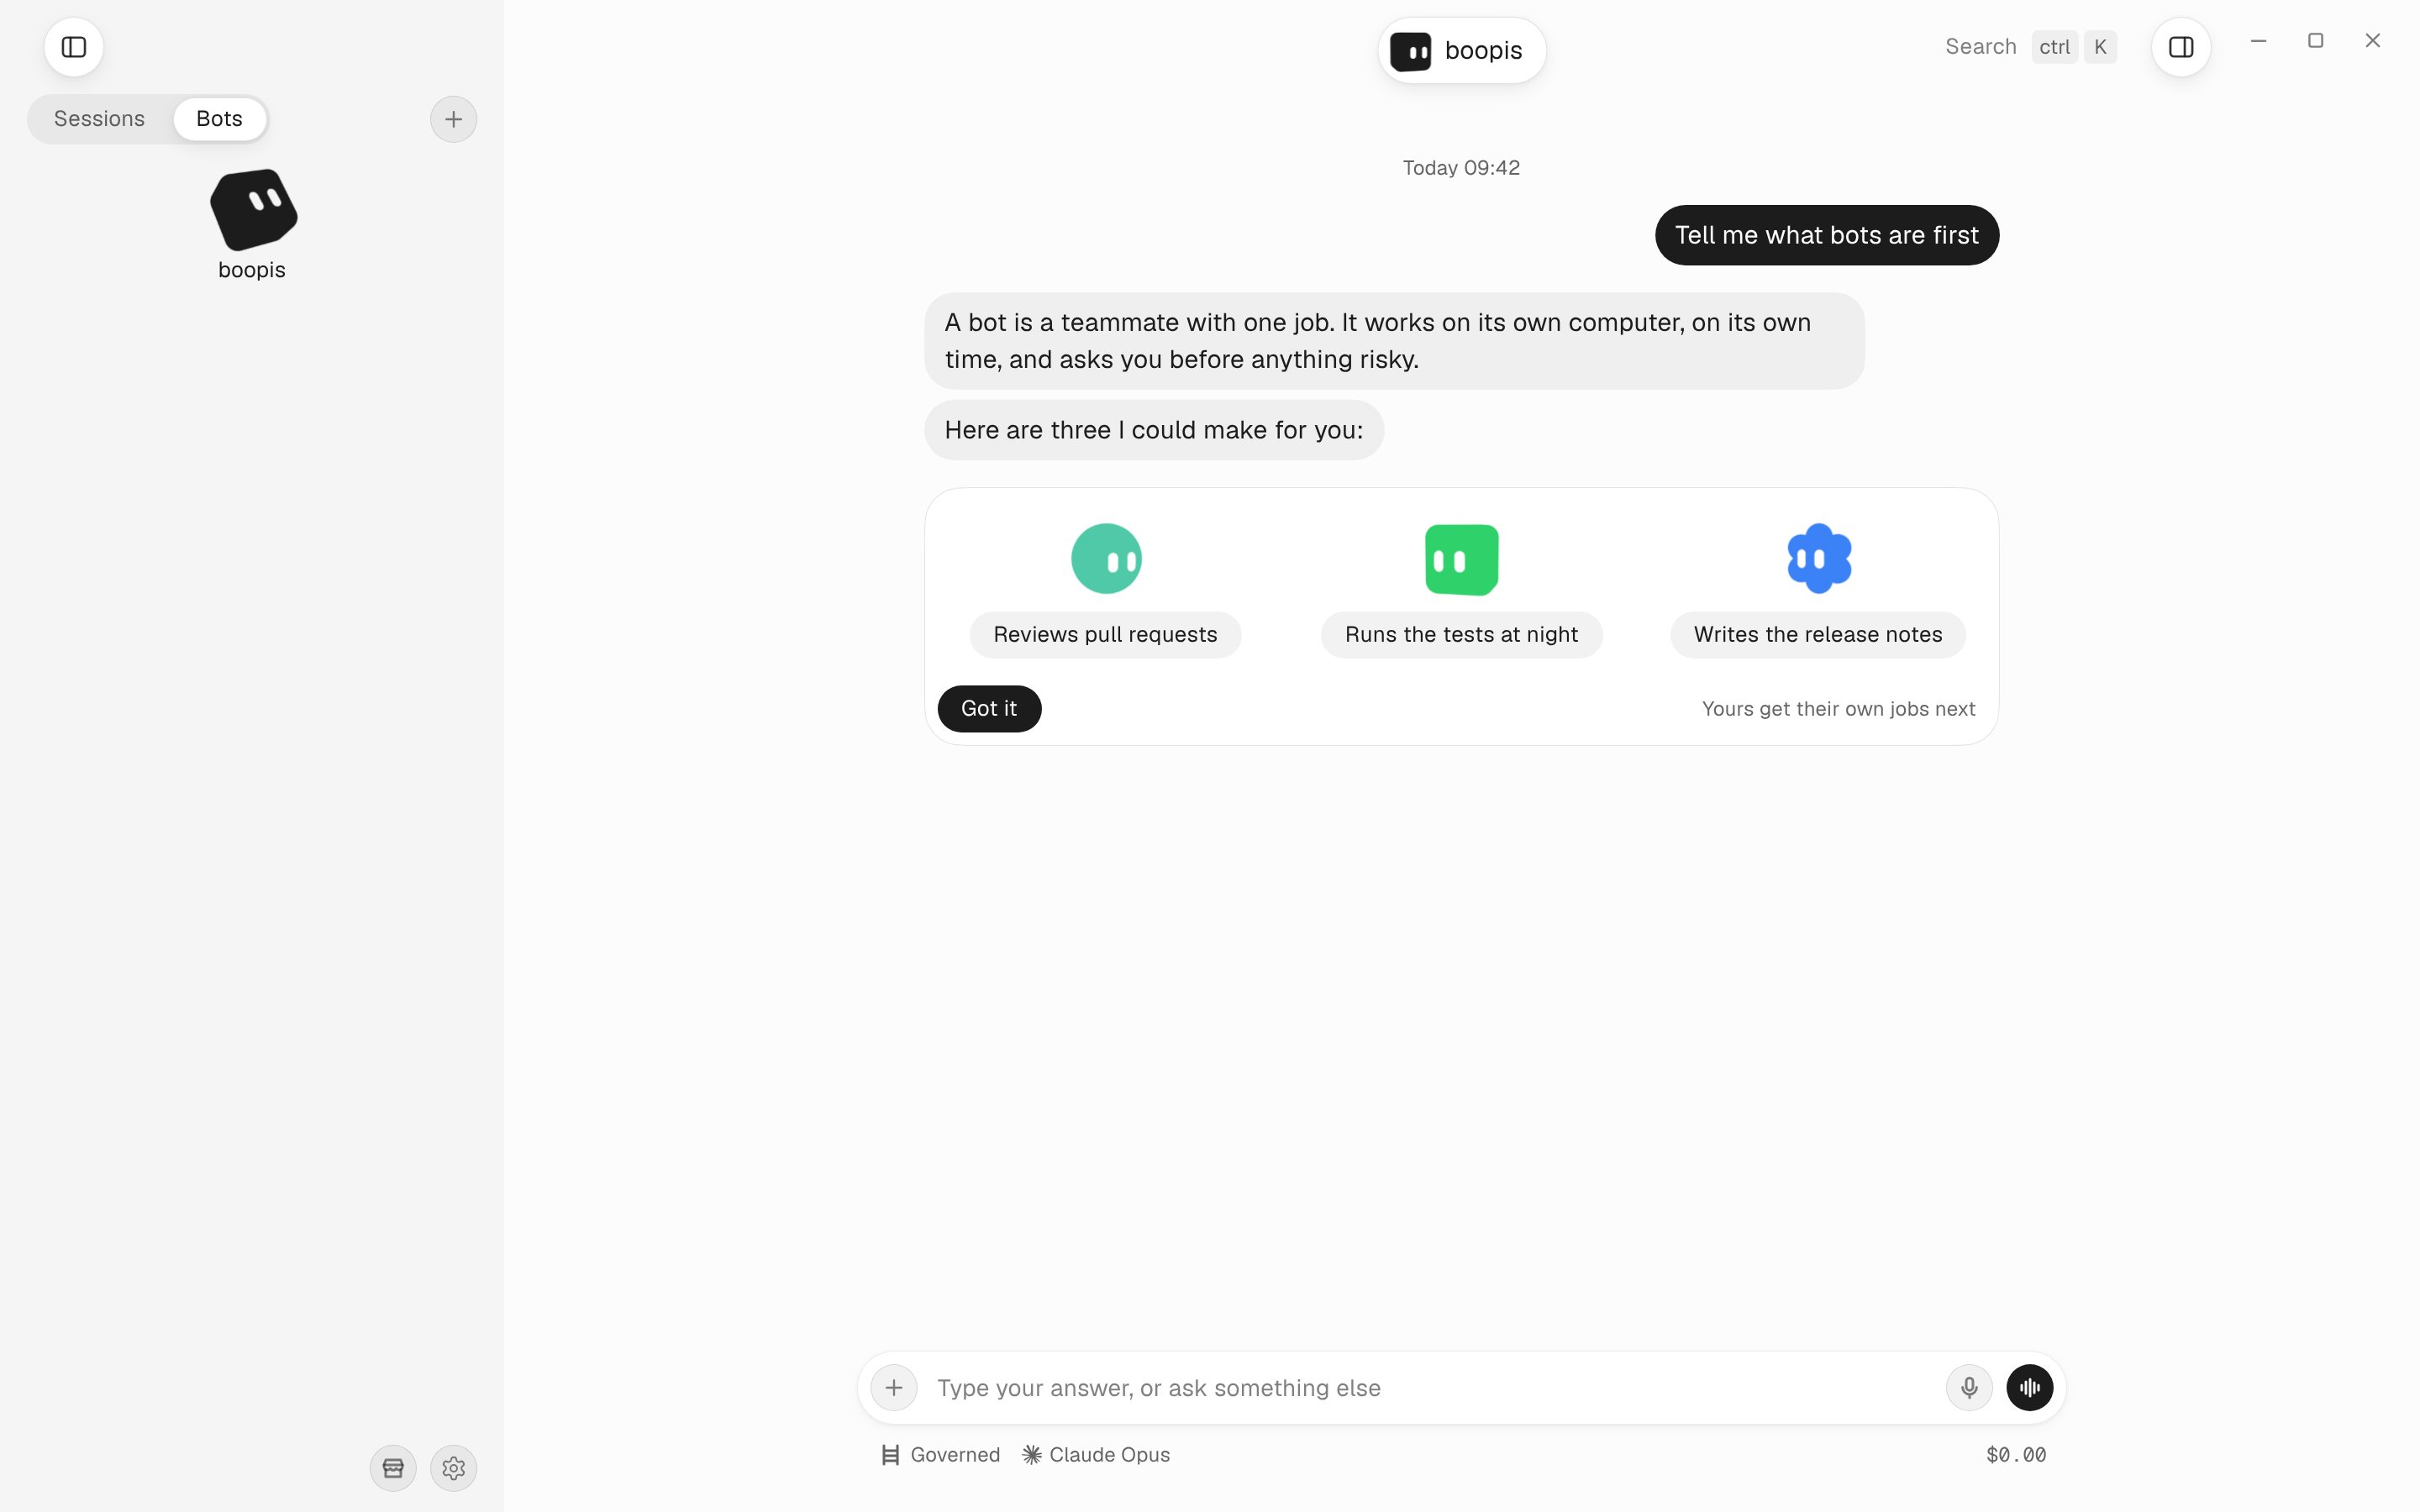 boopis
Search ctrl K
Sessions
Bots
boopis
Today 09:42
Tell me what bots are first
A bot is a teammate with one job. It works on its own computer, on its own
time, and asks you before anything risky.
Here are three I could make for you:
Reviews pull requests
Runs the tests at night
Writes the release notes
Got it
Yours get their own jobs next
Type your answer, or ask something else
Governed
Claude Opus
$0.00